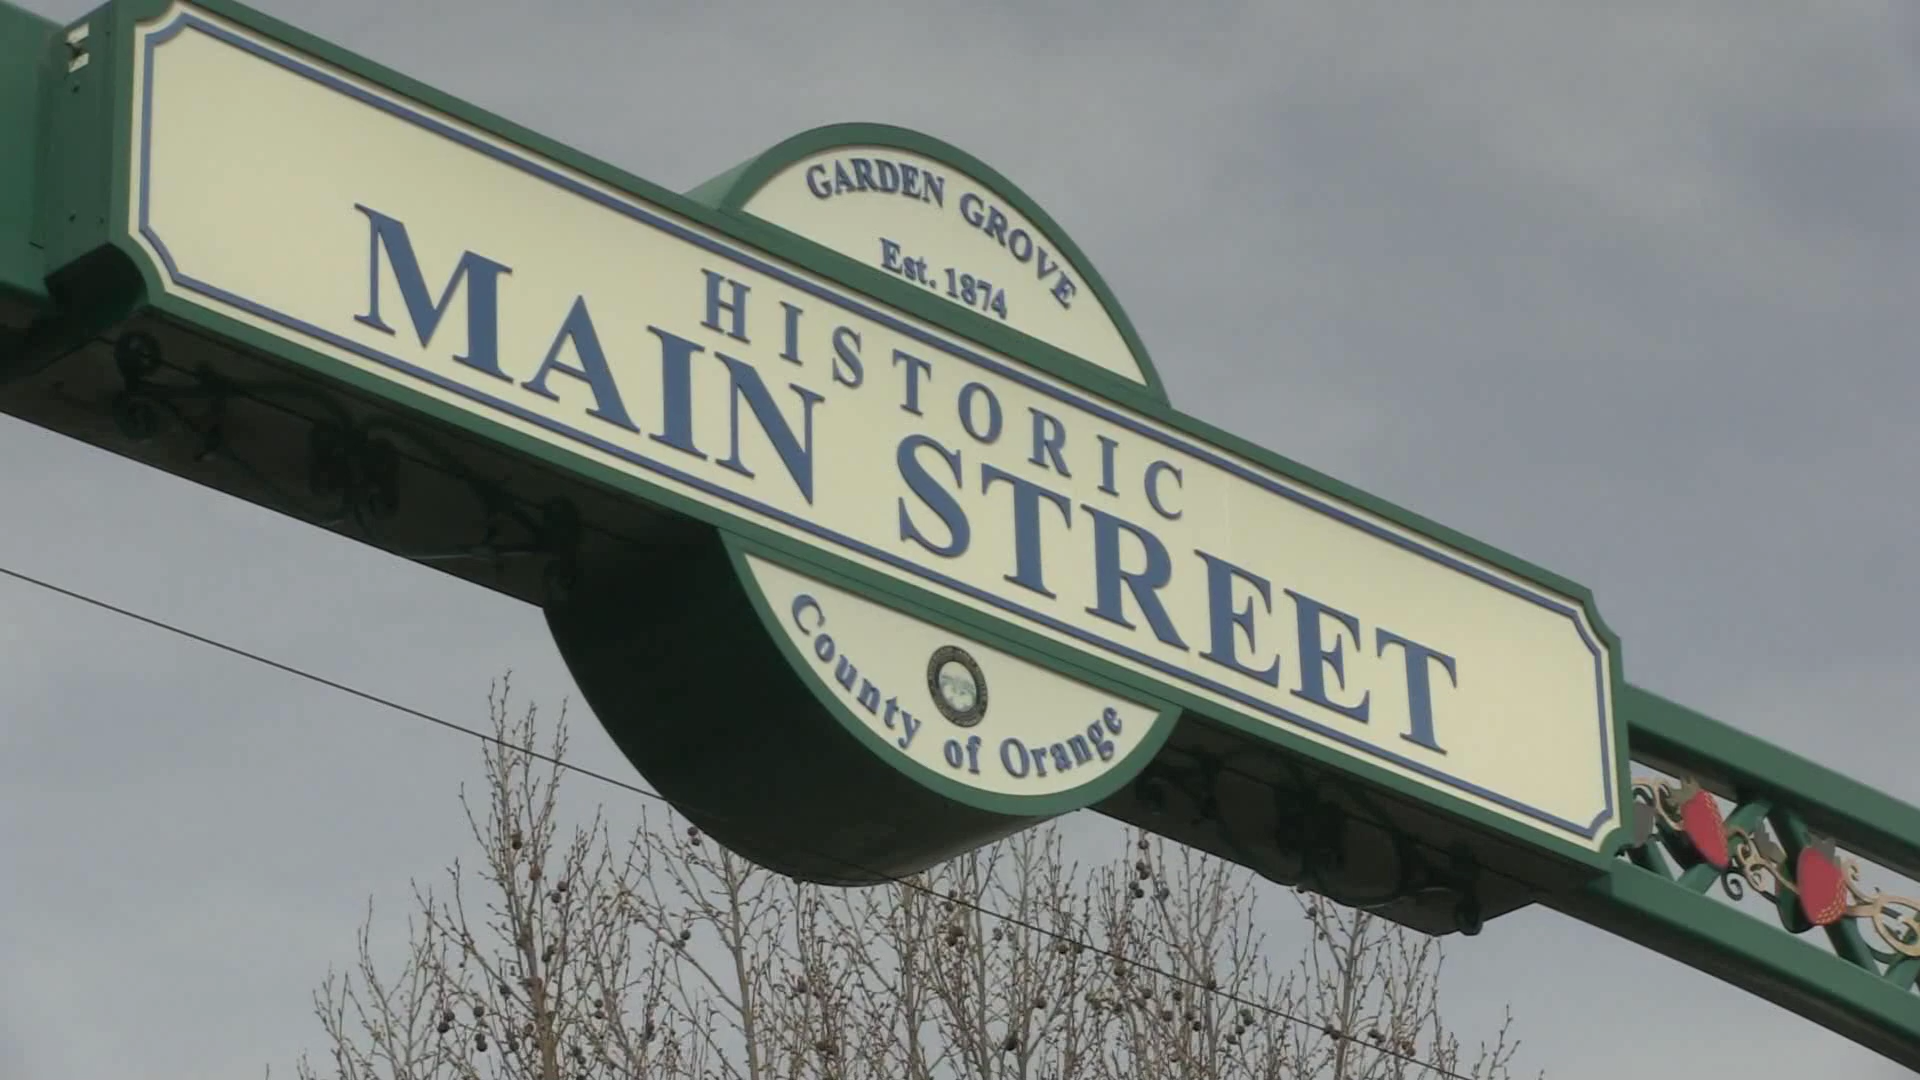 GARDEN GROVE
Est. 1874
HISTORIC
MAIN STREET
County of Orange